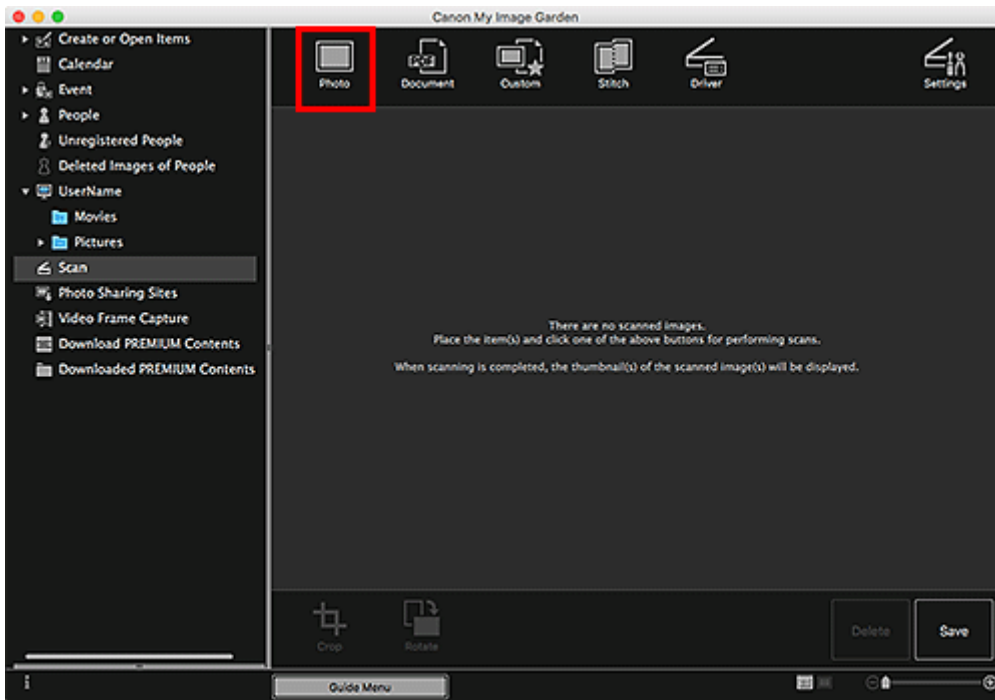 Canon My Image Garden
Create or Open Items
Calendar
Event
People
Unregistered People
Deleted Images of People
UserName
Movies
Pictures
Scan
Photo Sharing Sites
Video Frame Capture
Download PREMIUM Contents
Downloaded PREMIUM Contents
Photo
PDF
Document
Custom
Stitch
Driver
Settings
There are no scanned images.
Place the item(s) and click one of the above buttons for performing scans.
When scanning is completed, the thumbnail(s) of the scanned image(s) will be displayed.
Crop
Rotate
Delete
Save
Guide Menu